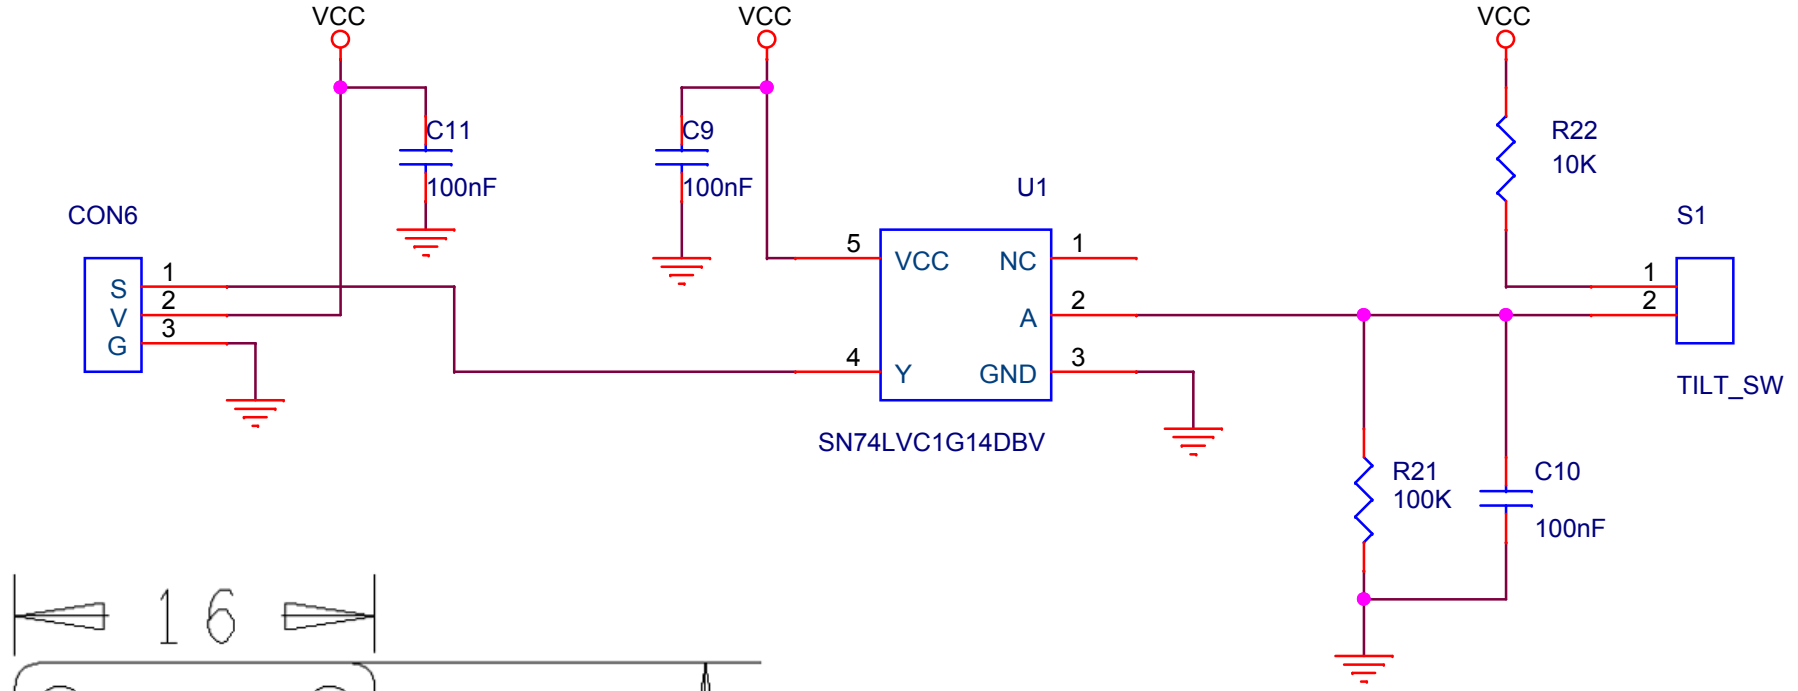 VCC
VCC
VCC
C11
100nF
C9
100nF
R22
10K
CON6
U1
S1
S
V
G
1
2
3
5
4
VCC
NC
A
Y
GND
1
2
3
1
2
TILT_SW
SN74LVC1G14DBV
R21
100K
C10
100nF
16